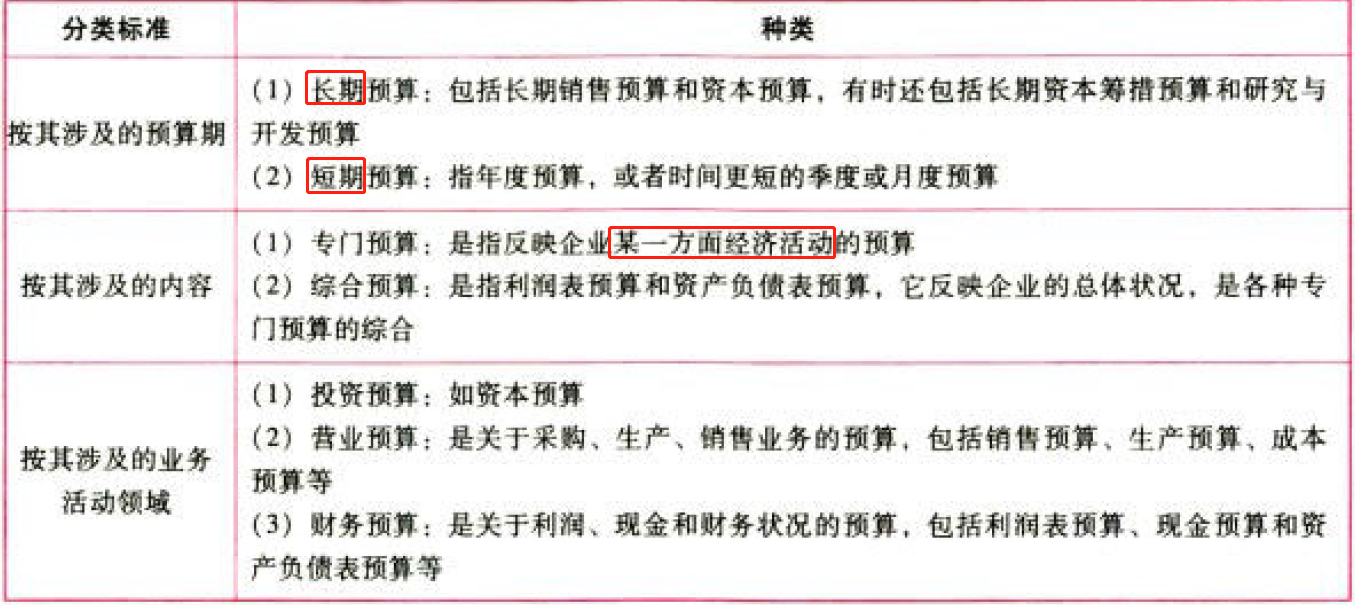 分类标准
种类
按其涉及的预算期
(1) 长期预算：包括长期销售预算和资本预算，有时还包括长期资本筹措预算和研究与
开发预算
(2) 短期预算：指年度预算，或者时间更短的季度或月度预算
按其涉及的内容
(1) 专门预算：是指反映企业某一方面经济活动的预算
(2) 综合预算：是指利润表预算和资产负债表预算，它反映企业的总体状况，是各种专
门预算的综合
按其涉及的业务
活动领域
(1) 投资预算：如资本预算
(2) 营业预算：是关于采购、生产、销售业务的预算，包括销售预算、生产预算、成本
预算等
(3) 财务预算：是关于利润、现金和财务状况的预算，包括利润表预算、现金预算和资
产负债表预算等